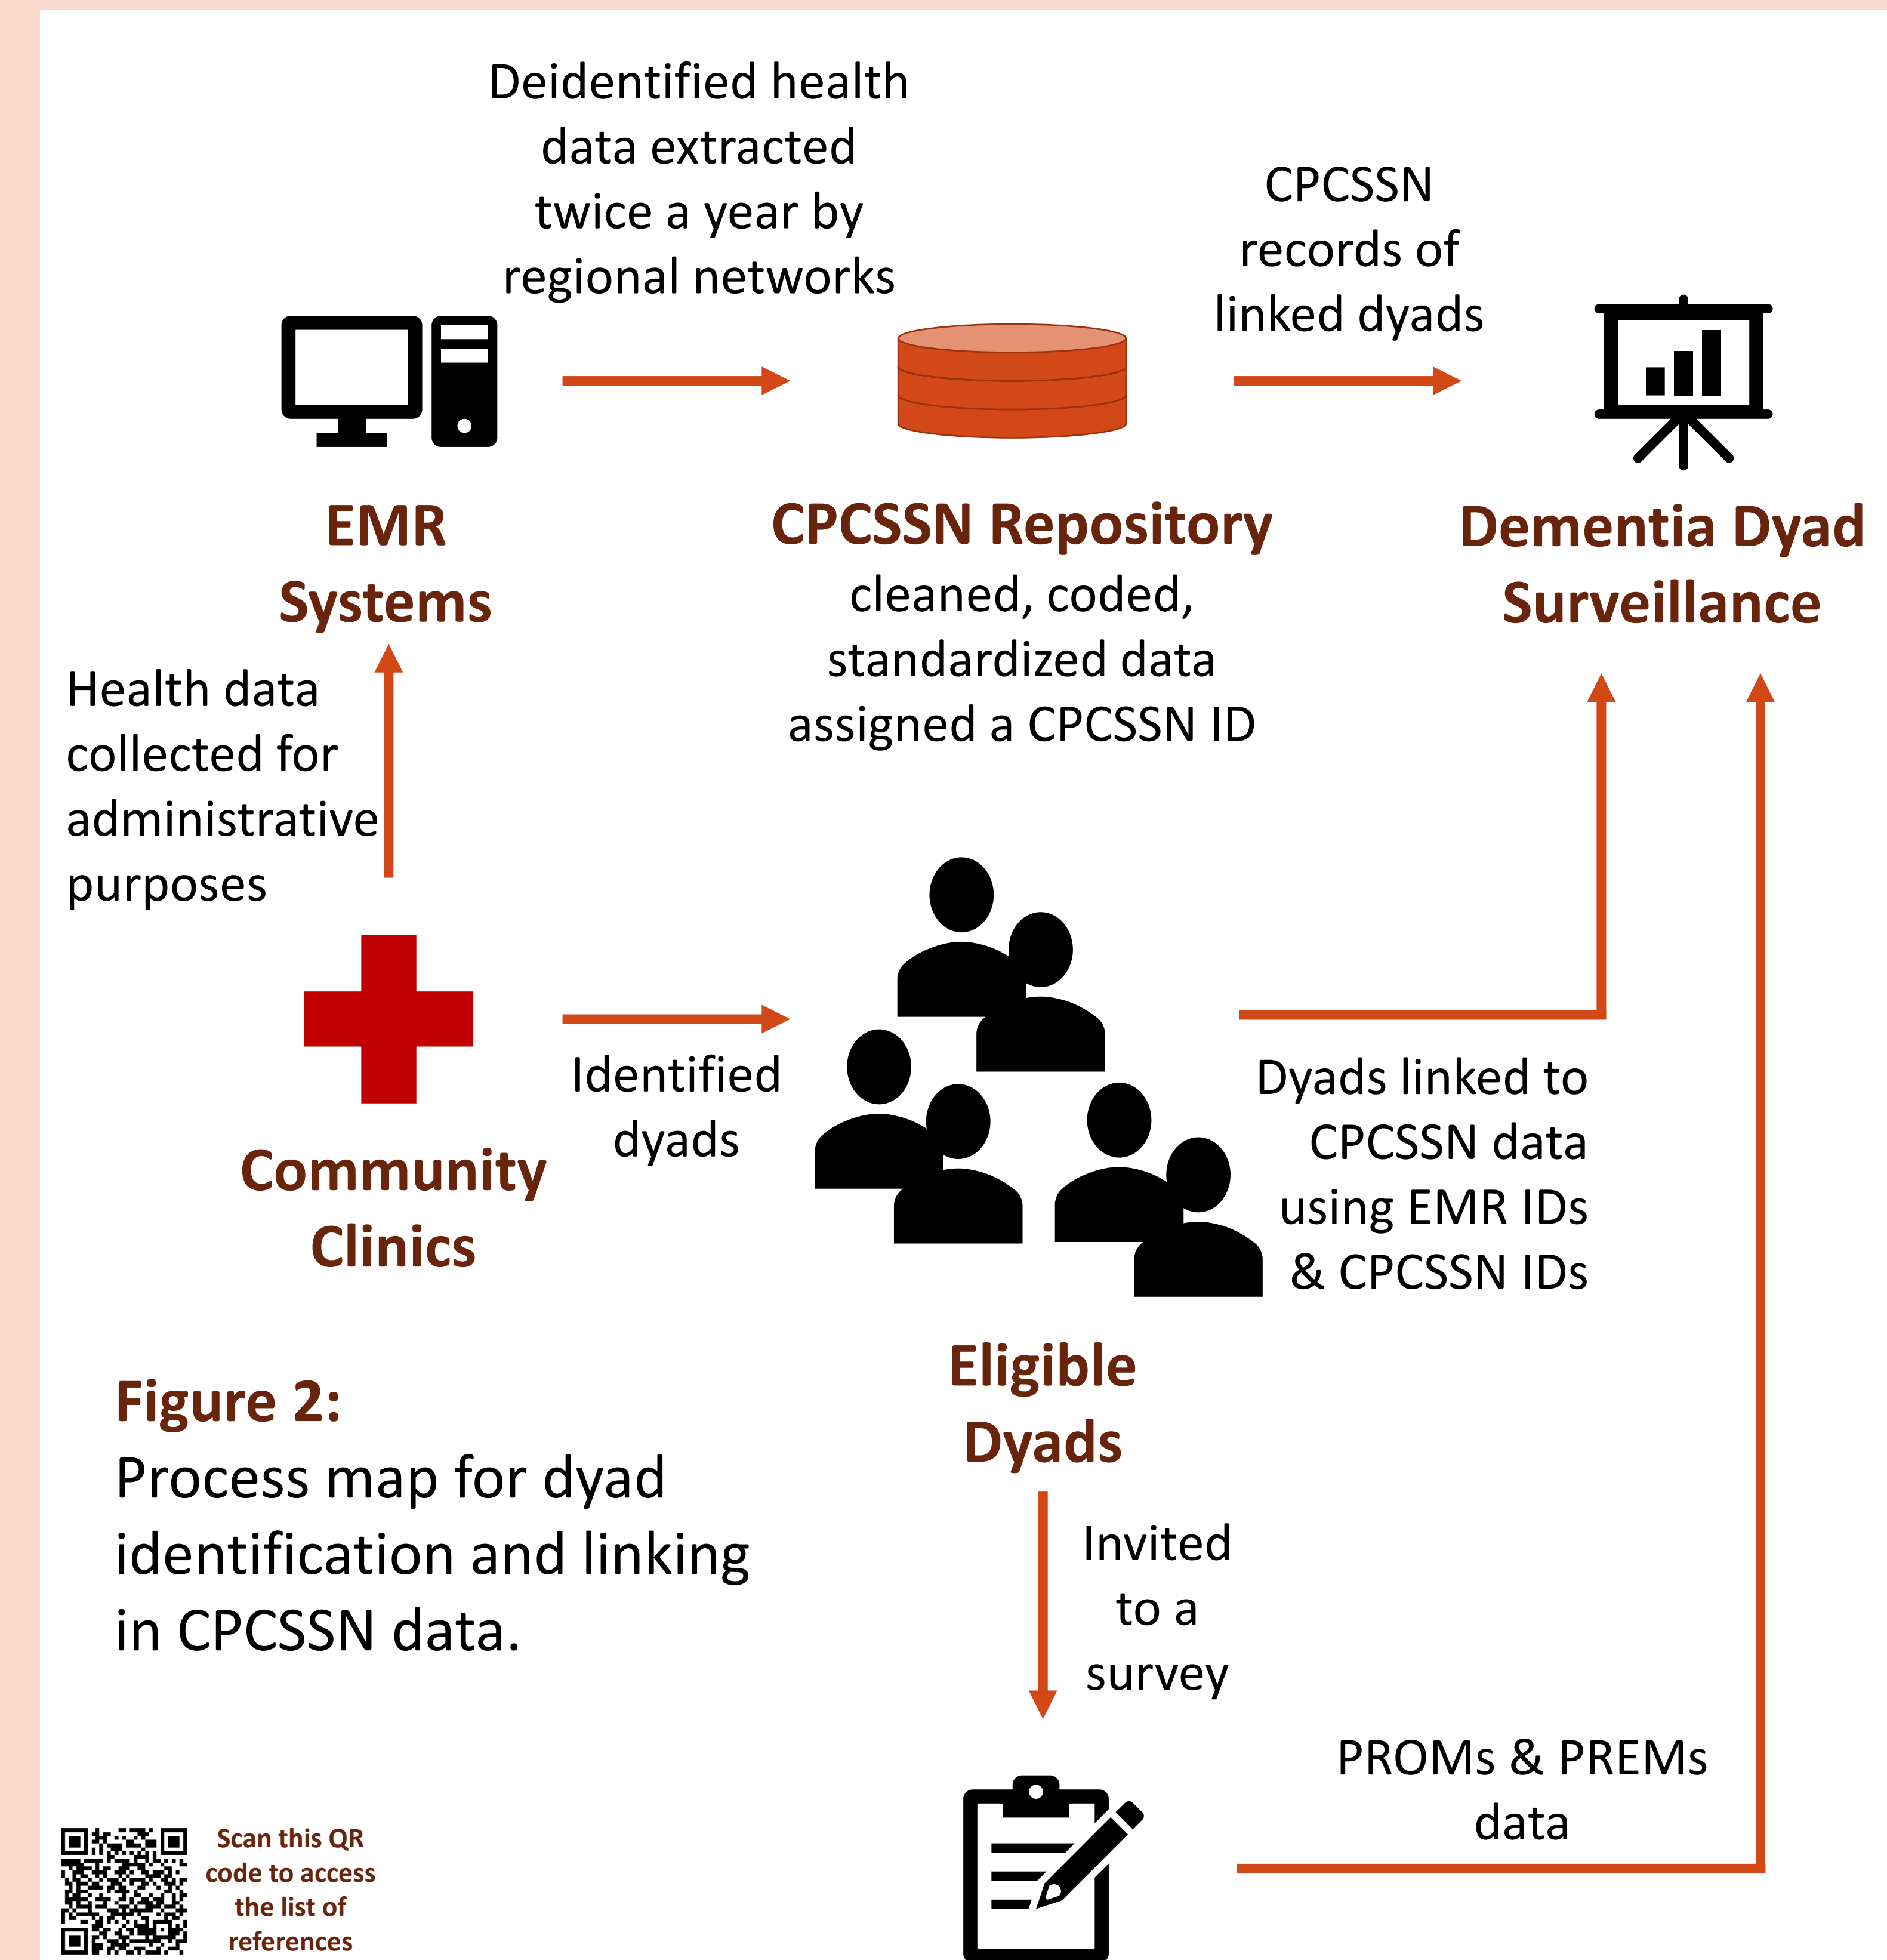 Deidentified health
data extracted
twice a year by
regional networks
CPCSSN
records of
linked dyads
EMR
Systems
CPCSSN Repository
cleaned, coded,
standardized data
assigned a CPCSSN ID
Dementia Dyad
Surveillance
Health data
collected for
administrative
purposes
Community
Clinics
Identified
dyads
Dyads linked to
CPCSSN data
using EMR IDs
& CPCSSN IDs
Eligible
Dyads
Figure 2:
Process map for dyad
identification and linking
in CPCSSN data.
Invited
to a
survey
PROMs & PREMs
data
Scan this QR
code to access
the list of
references